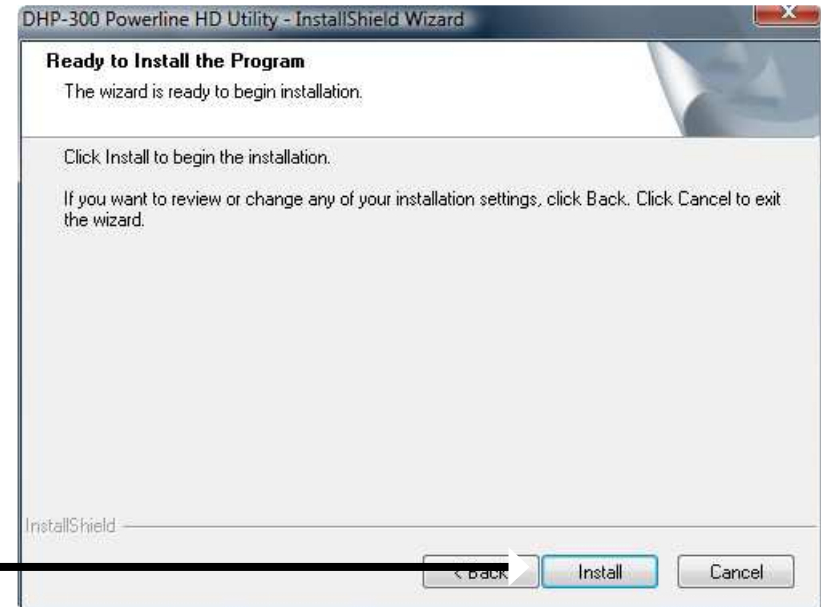 DHP-300 Powerline HD Utility - InstallShield Wizard
Ready to Install the Program
The wizard is ready to begin installation.
Click Install to begin the installation.
If you want to review or change any of your installation settings, click Back. Click Cancel to exit
the wizard.
InstallShield
< Back Install Cancel